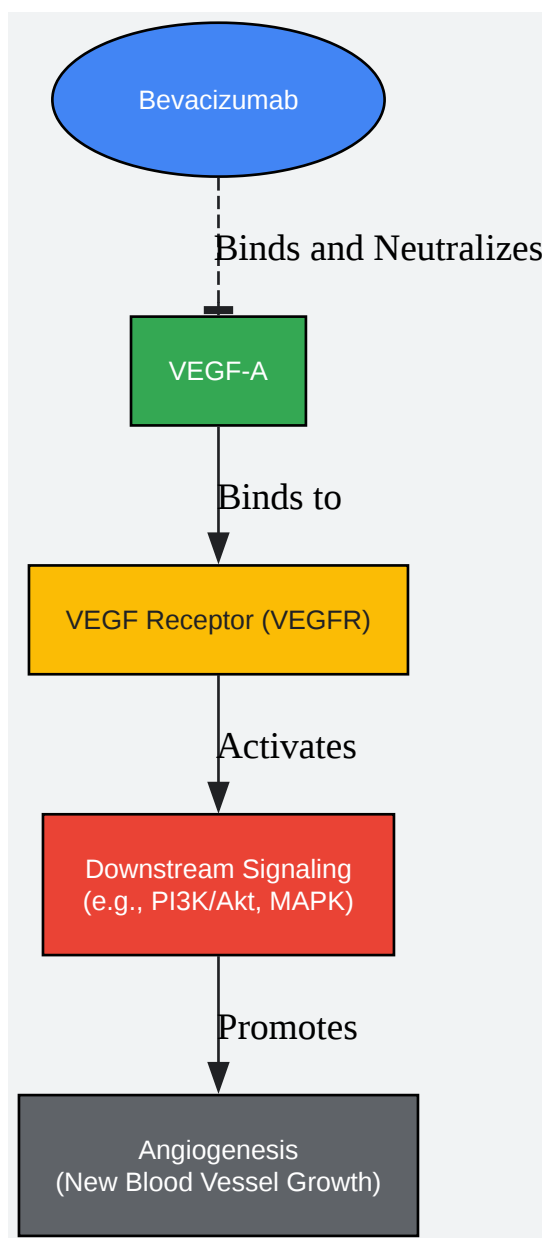 Bevacizumab
Binds and Neutralizes
VEGF-A
Binds to
VEGF Receptor (VEGFR)
Activates
Downstream Signaling
(e.g., PI3K/Akt, MAPK)
Promotes
Angiogenesis
(New Blood Vessel Growth)